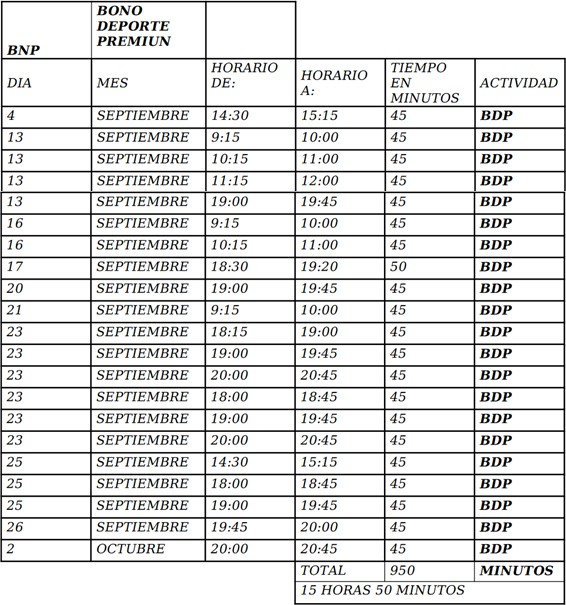 BNP BONO DEPORTE PREMIUN
DIA MES HORARIO DE: HORARIO A: TIEMPO EN MINUTOS ACTIVIDAD
4 SEPTIEMBRE 14:30 15:15 45 BDP
13 SEPTIEMBRE 9:15 10:00 45 BDP
13 SEPTIEMBRE 10:15 11:00 45 BDP
13 SEPTIEMBRE 11:15 12:00 45 BDP
13 SEPTIEMBRE 19:00 19:45 45 BDP
16 SEPTIEMBRE 9:15 10:00 45 BDP
16 SEPTIEMBRE 10:15 11:00 45 BDP
17 SEPTIEMBRE 18:30 19:20 50 BDP
20 SEPTIEMBRE 19:00 19:45 45 BDP
21 SEPTIEMBRE 9:15 10:00 45 BDP
23 SEPTIEMBRE 18:15 19:00 45 BDP
23 SEPTIEMBRE 19:00 19:45 45 BDP
23 SEPTIEMBRE 20:00 20:45 45 BDP
23 SEPTIEMBRE 18:00 18:45 45 BDP
23 SEPTIEMBRE 19:00 19:45 45 BDP
23 SEPTIEMBRE 20:00 20:45 45 BDP
25 SEPTIEMBRE 14:30 15:15 45 BDP
25 SEPTIEMBRE 18:00 18:45 45 BDP
25 SEPTIEMBRE 19:00 19:45 45 BDP
26 SEPTIEMBRE 19:45 20:00 45 BDP
2 OCTUBRE 20:00 20:45 45 BDP
TOTAL 950 MINUTOS
15 HORAS 50 MINUTOS